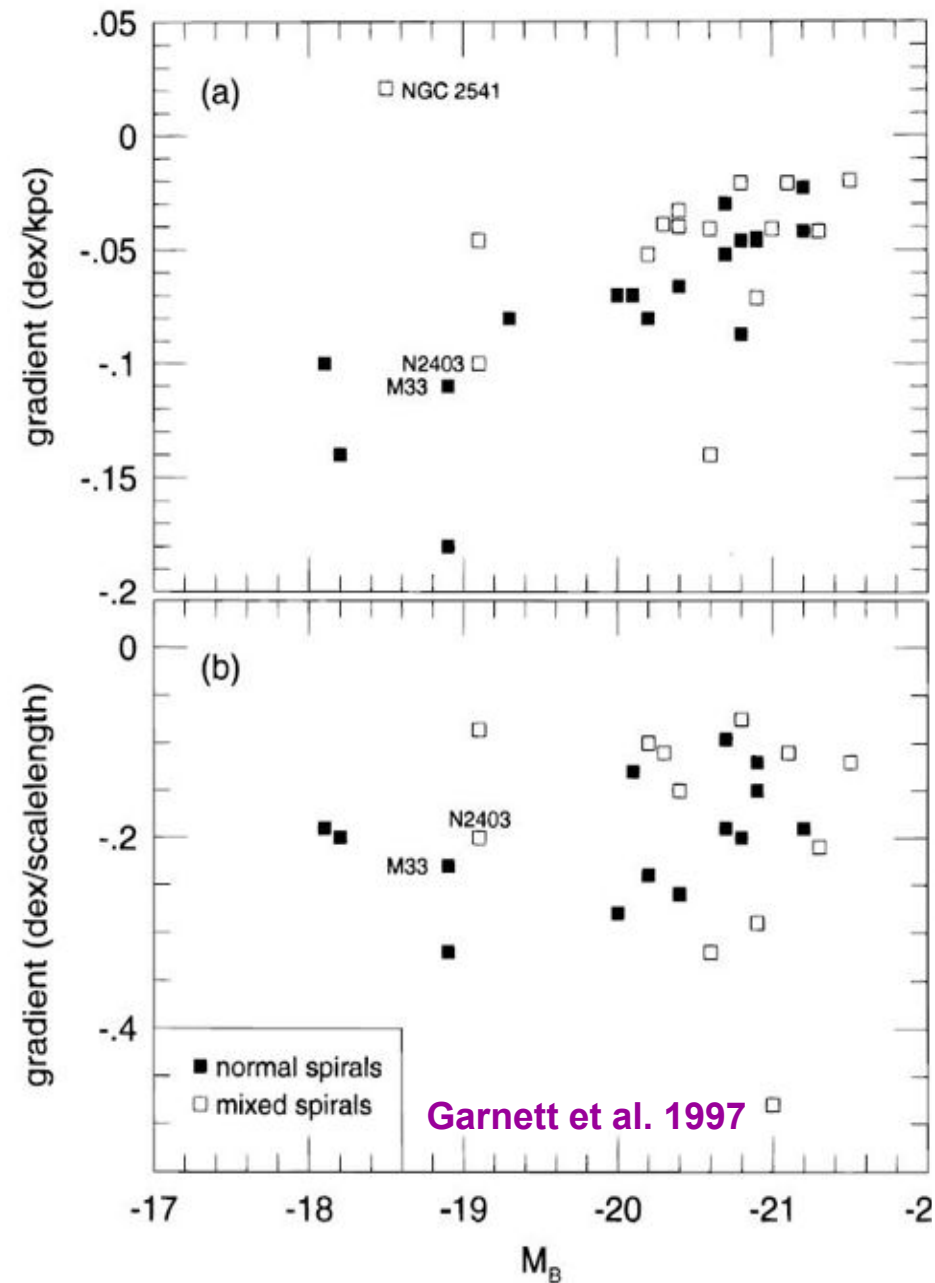 .05
(a)
NGC 2541
0
-.05
N2403
-.1
M33
-.15
-.2
gradient (dex/kpc)
0
(b)
N2403
-.2
M33
-.4
gradient (dex/scalelength)
■ normal spirals
□ mixed spirals
Garnett et al. 1997
-17 -18 -19 -20 -21 -2
M_B